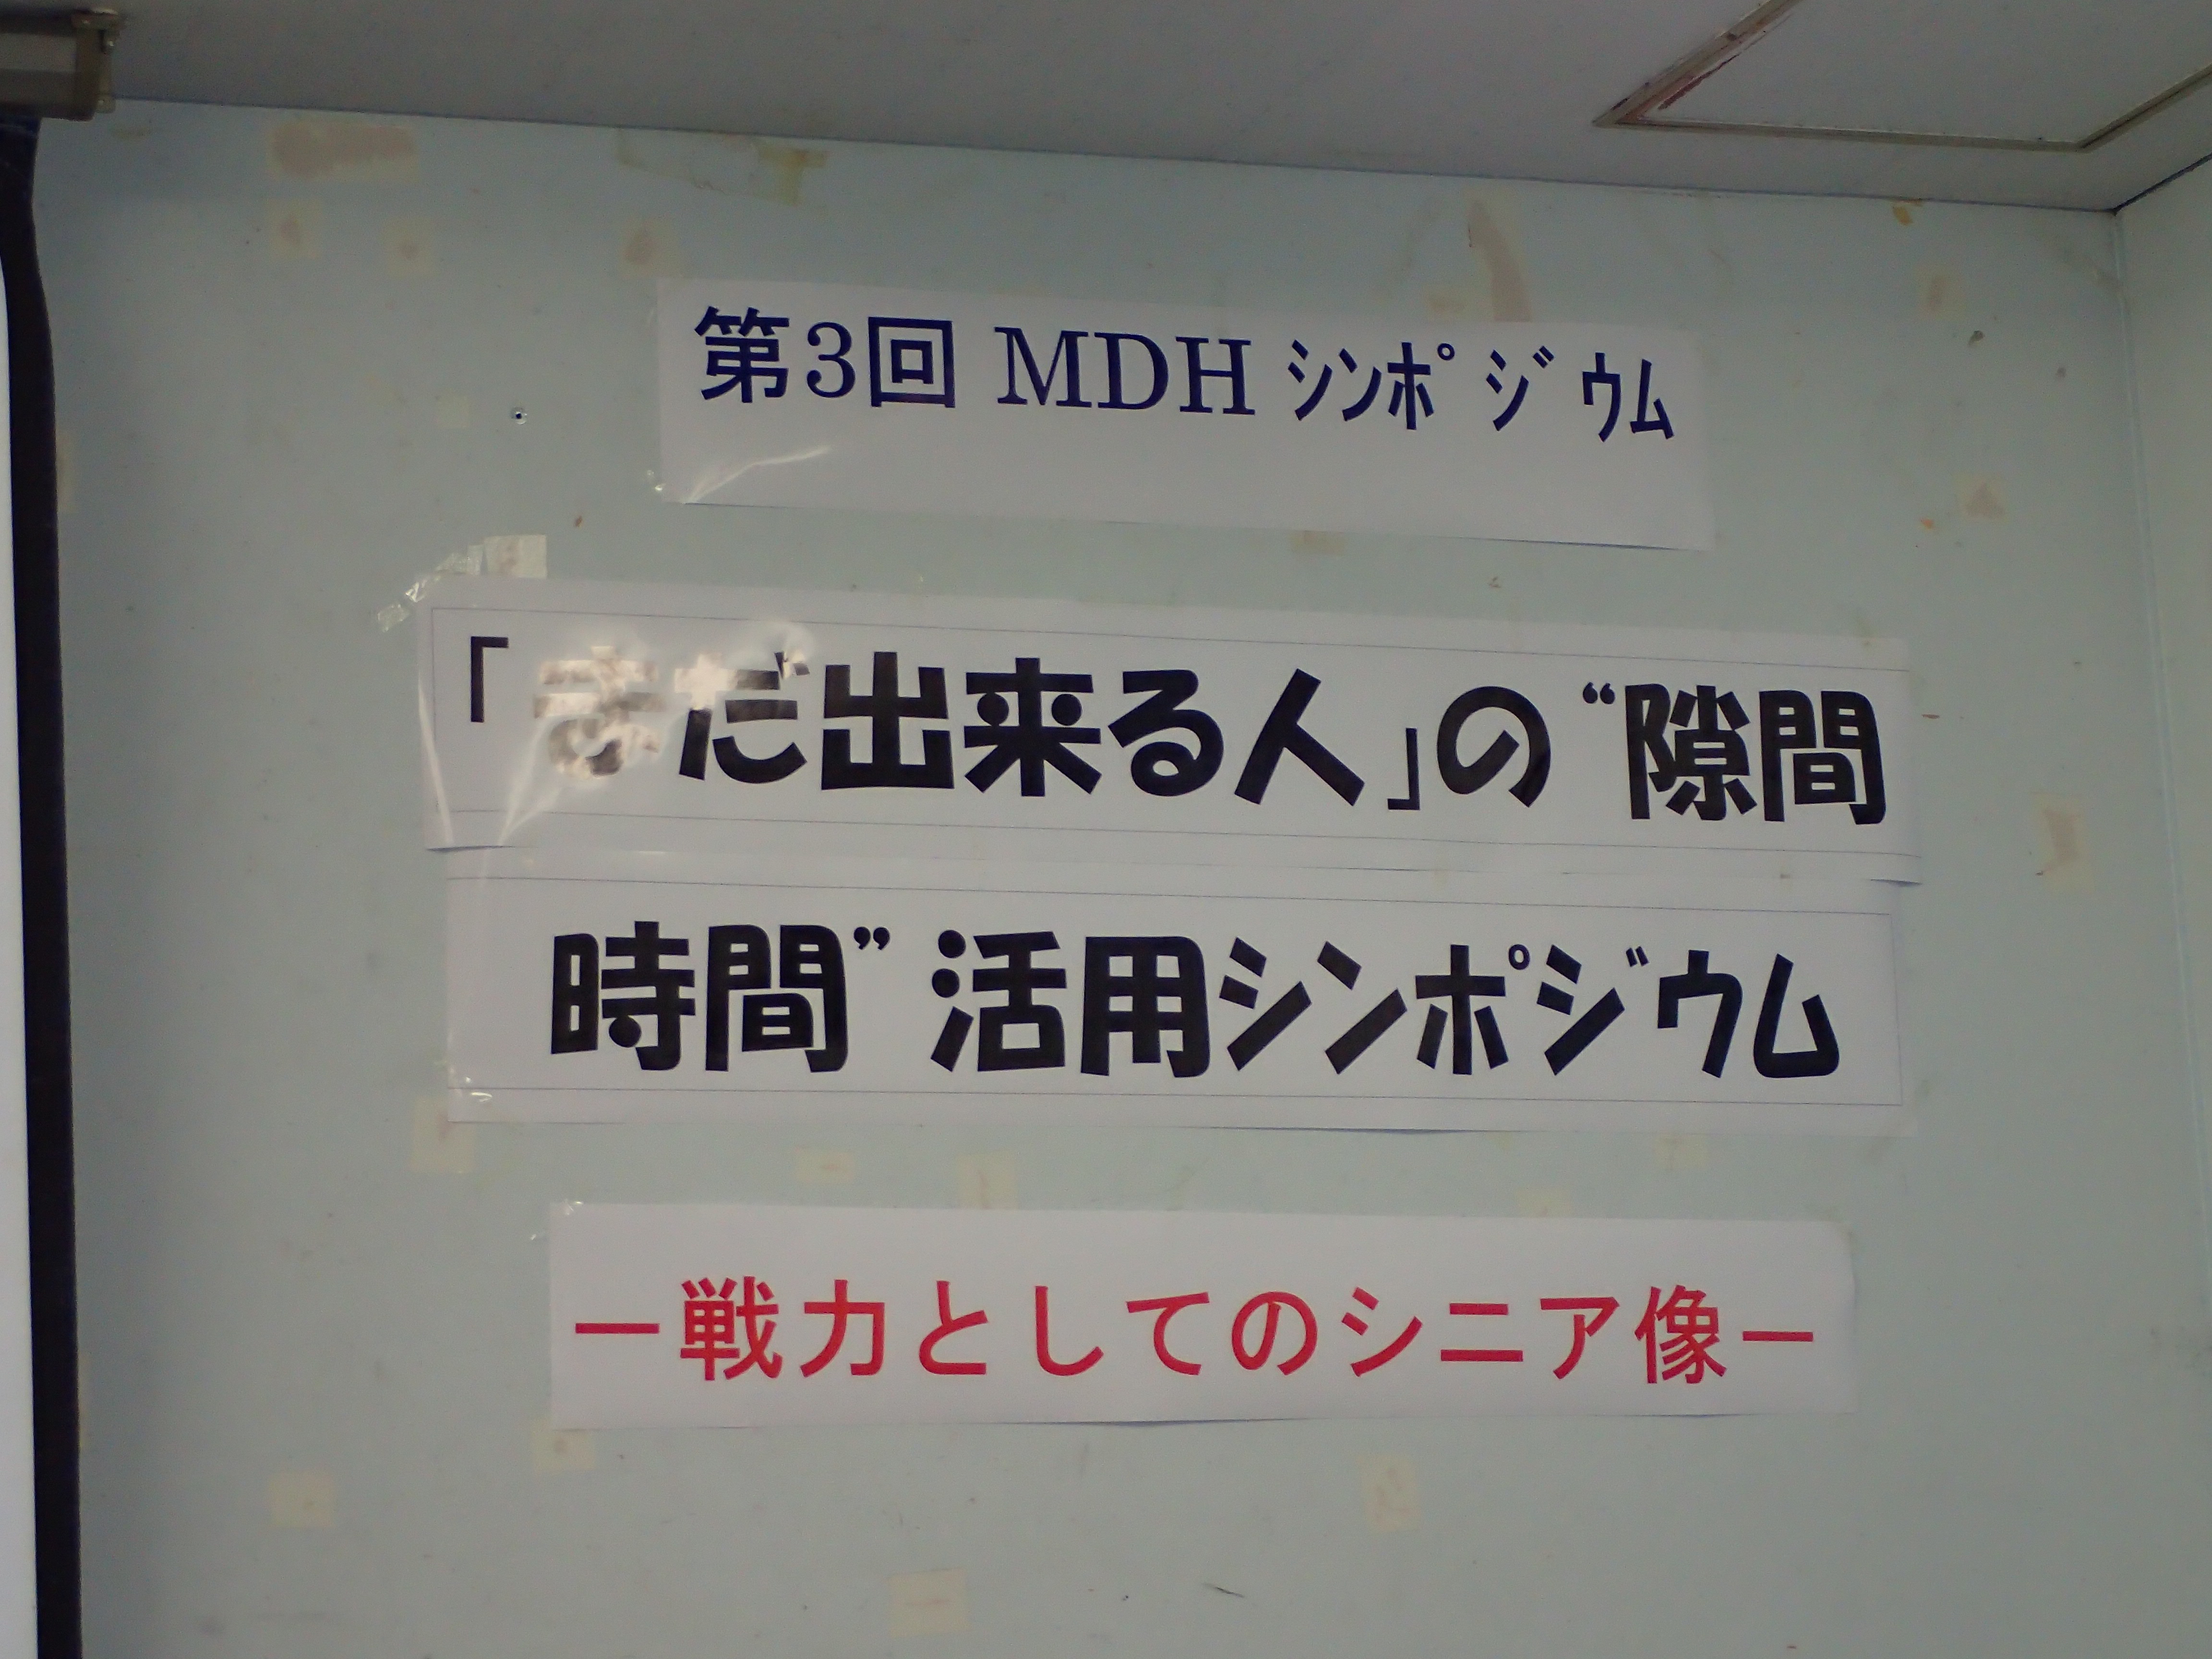 第3回 MDH ｼﾝﾎﾟｼﾞｳﾑ
「まだ出来る人」の“隙間
時間” 活用シンポジウム
－戦力としてのシニア像－